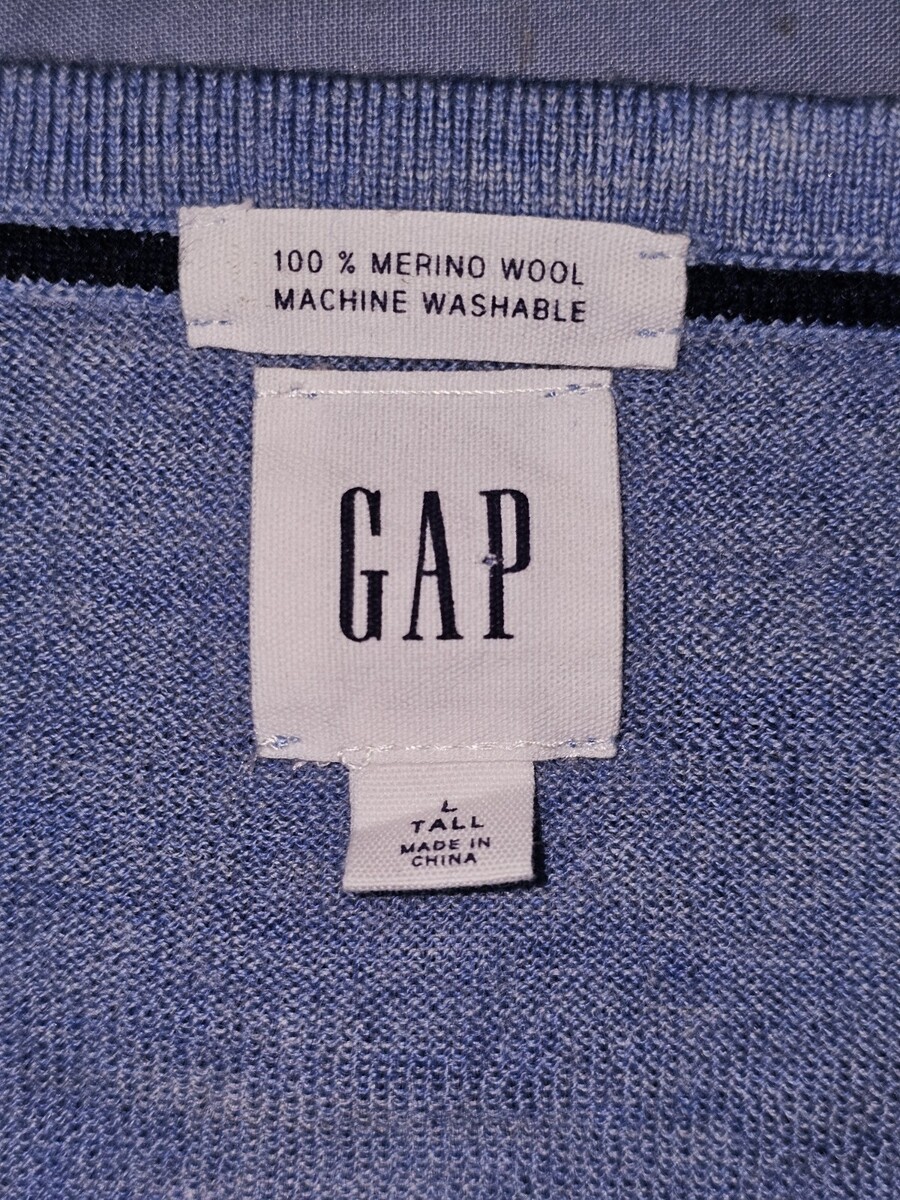 100 % MERINO WOOL
MACHINE WASHABLE
GAP
L
TALL
MADE IN
CHINA